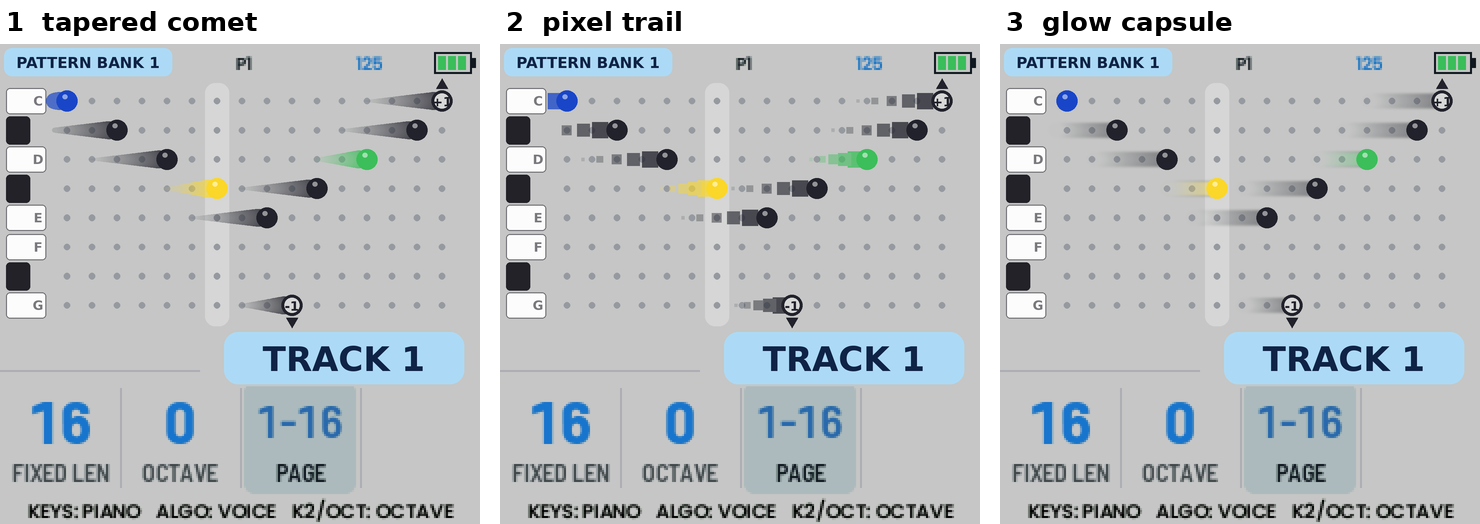 1 tapered comet
PATTERN BANK 1 P1 125
C +1
D
E
F
G -1
TRACK 1
16 0 1-16
FIXED LEN OCTAVE PAGE
KEYS: PIANO ALGO: VOICE K2/OCT: OCTAVE
2 pixel trail
PATTERN BANK 1 P1 125
C +1
D
E
F
G -1
TRACK 1
16 0 1-16
FIXED LEN OCTAVE PAGE
KEYS: PIANO ALGO: VOICE K2/OCT: OCTAVE
3 glow capsule
PATTERN BANK 1 P1 125
C +1
D
E
F
G -1
TRACK 1
16 0 1-16
FIXED LEN OCTAVE PAGE
KEYS: PIANO ALGO: VOICE K2/OCT: OCTAVE